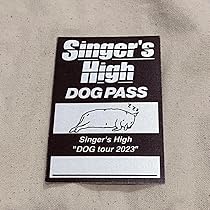 Singer's
High
DOG PASS
Singer's High
"DOG tour 2023"